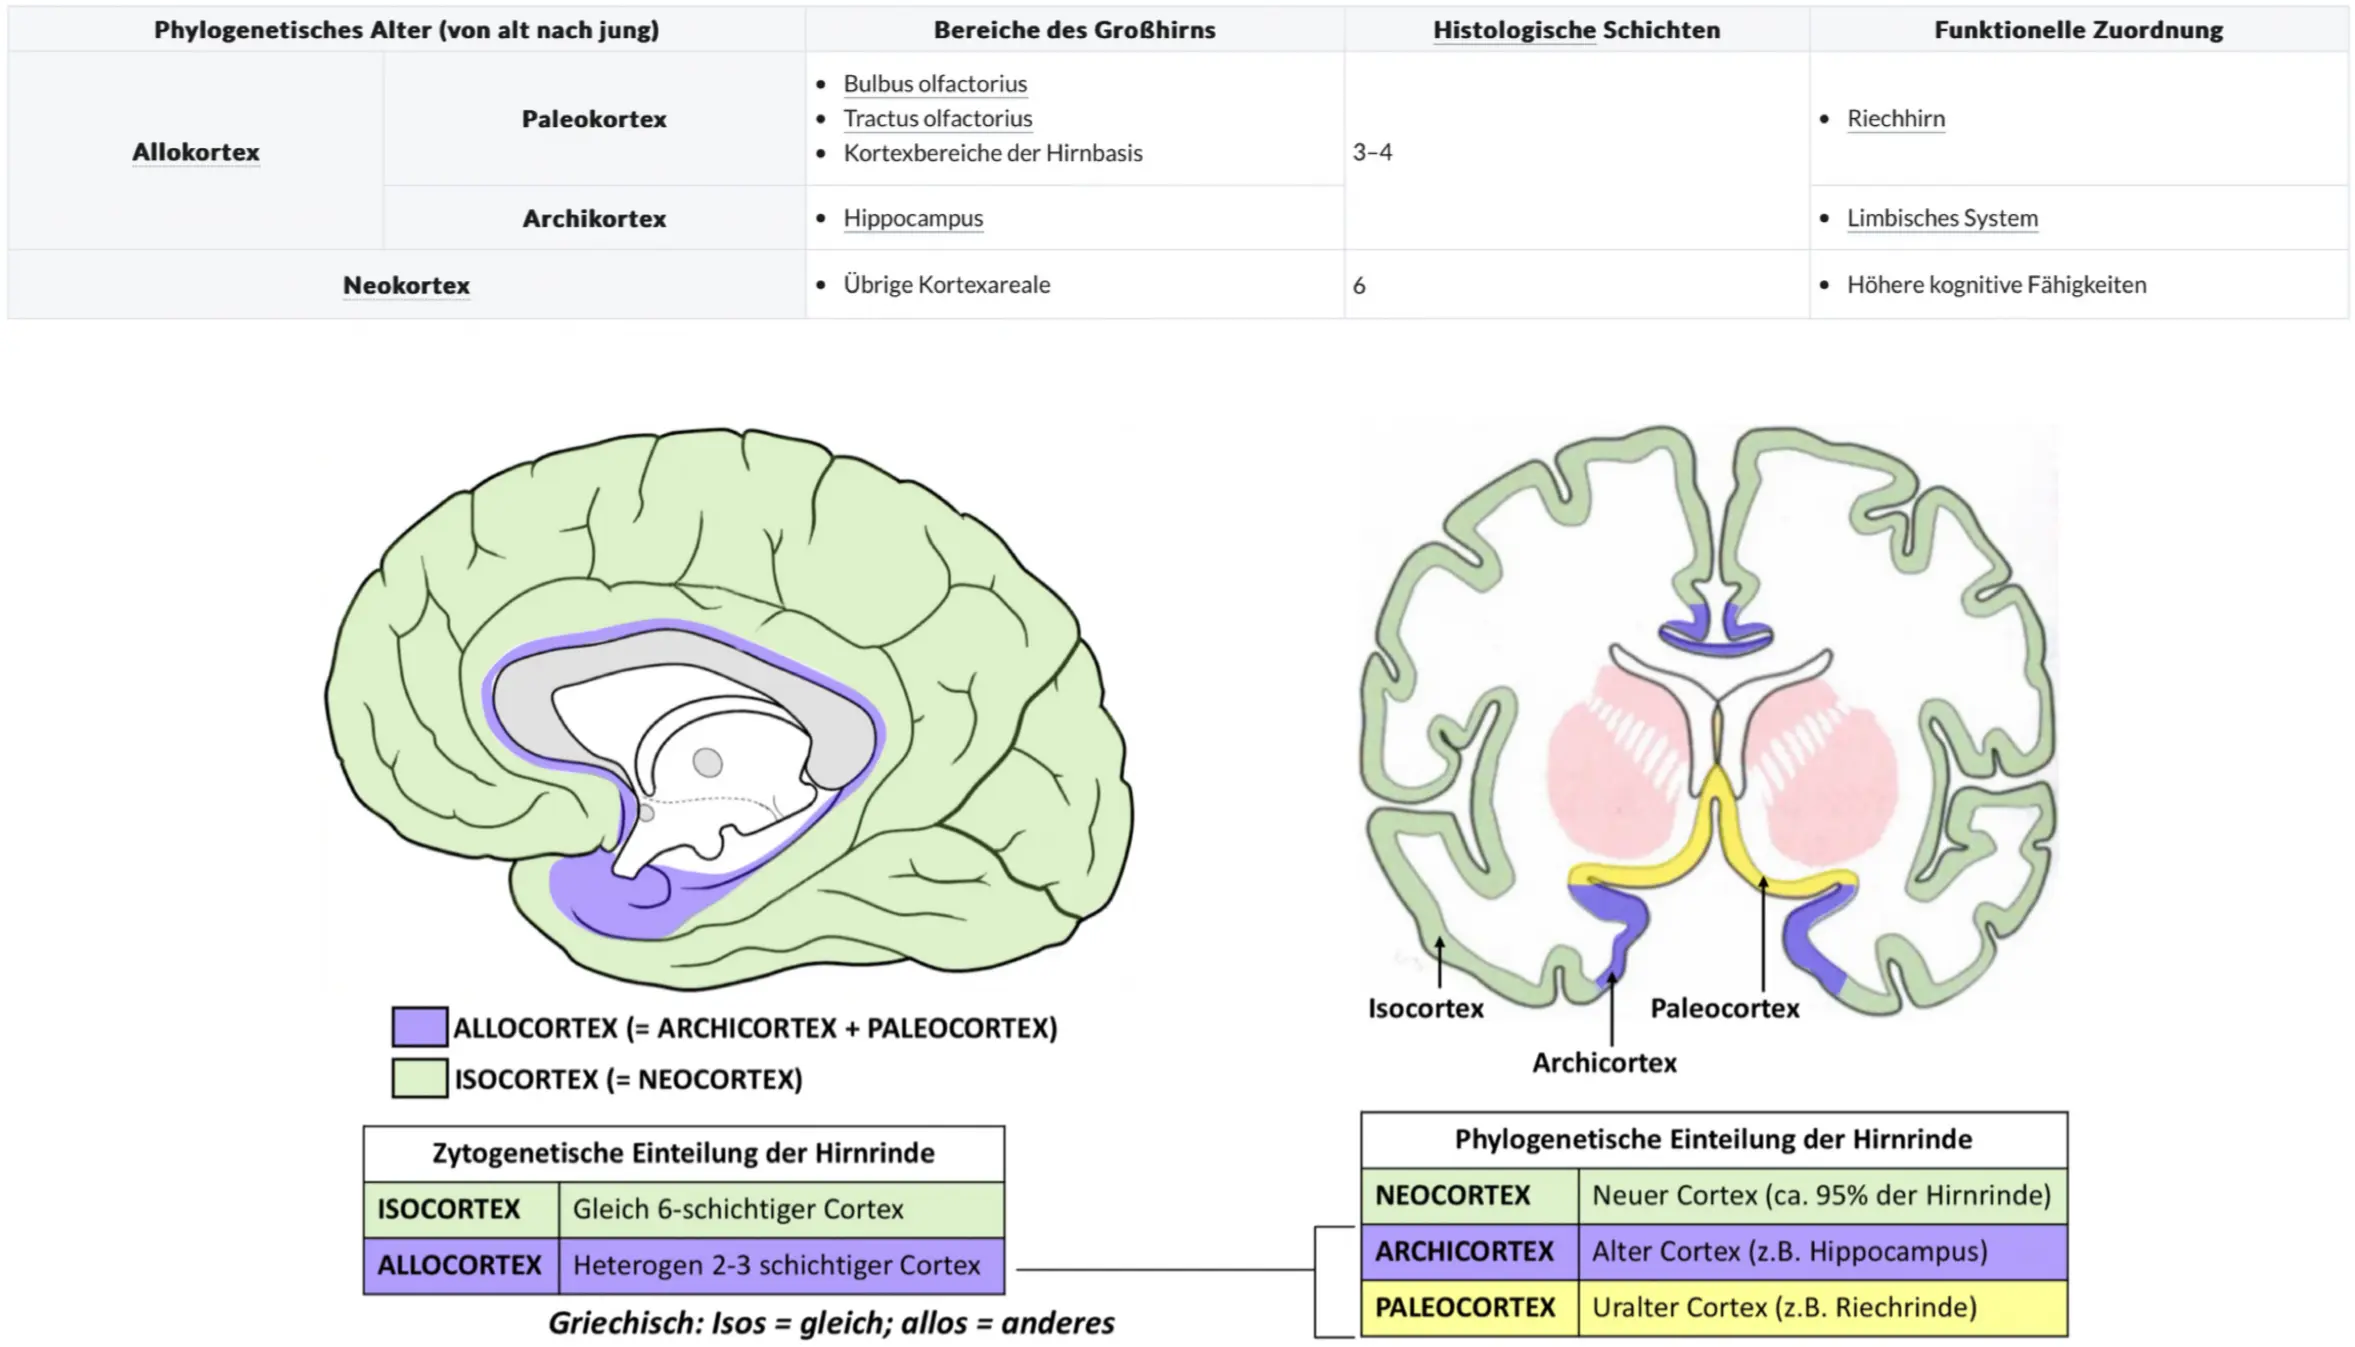 Phylogenetisches Alter (von alt nach jung) Bereiche des Großhirns Histologische Schichten Funktionelle Zuordnung
Allokortex
Paleokortex
• Bulbus olfactorius
• Tractus olfactorius
• Kortexbereiche der Hirnbasis
3–4
• Riechhirn
Archikortex
• Hippocampus
• Limbisches System
Neokortex
• Übrige Kortexareale
6
• Höhere kognitive Fähigkeiten
ALLOCORTEX (= ARCHICORTEX + PALEOCORTEX)
ISOCORTEX (= NEOCORTEX)
Isocortex
Paleocortex
Archicortex
Zytogenetische Einteilung der Hirnrinde
ISOCORTEX Gleich 6-schichtiger Cortex
ALLOCORTEX Heterogen 2-3 schichtiger Cortex
Griechisch: Isos = gleich; allos = anderes
Phylogenetische Einteilung der Hirnrinde
NEOCORTEX Neuer Cortex (ca. 95% der Hirnrinde)
ARCHICORTEX Alter Cortex (z.B. Hippocampus)
PALEOCORTEX Uralter Cortex (z.B. Riechrinde)